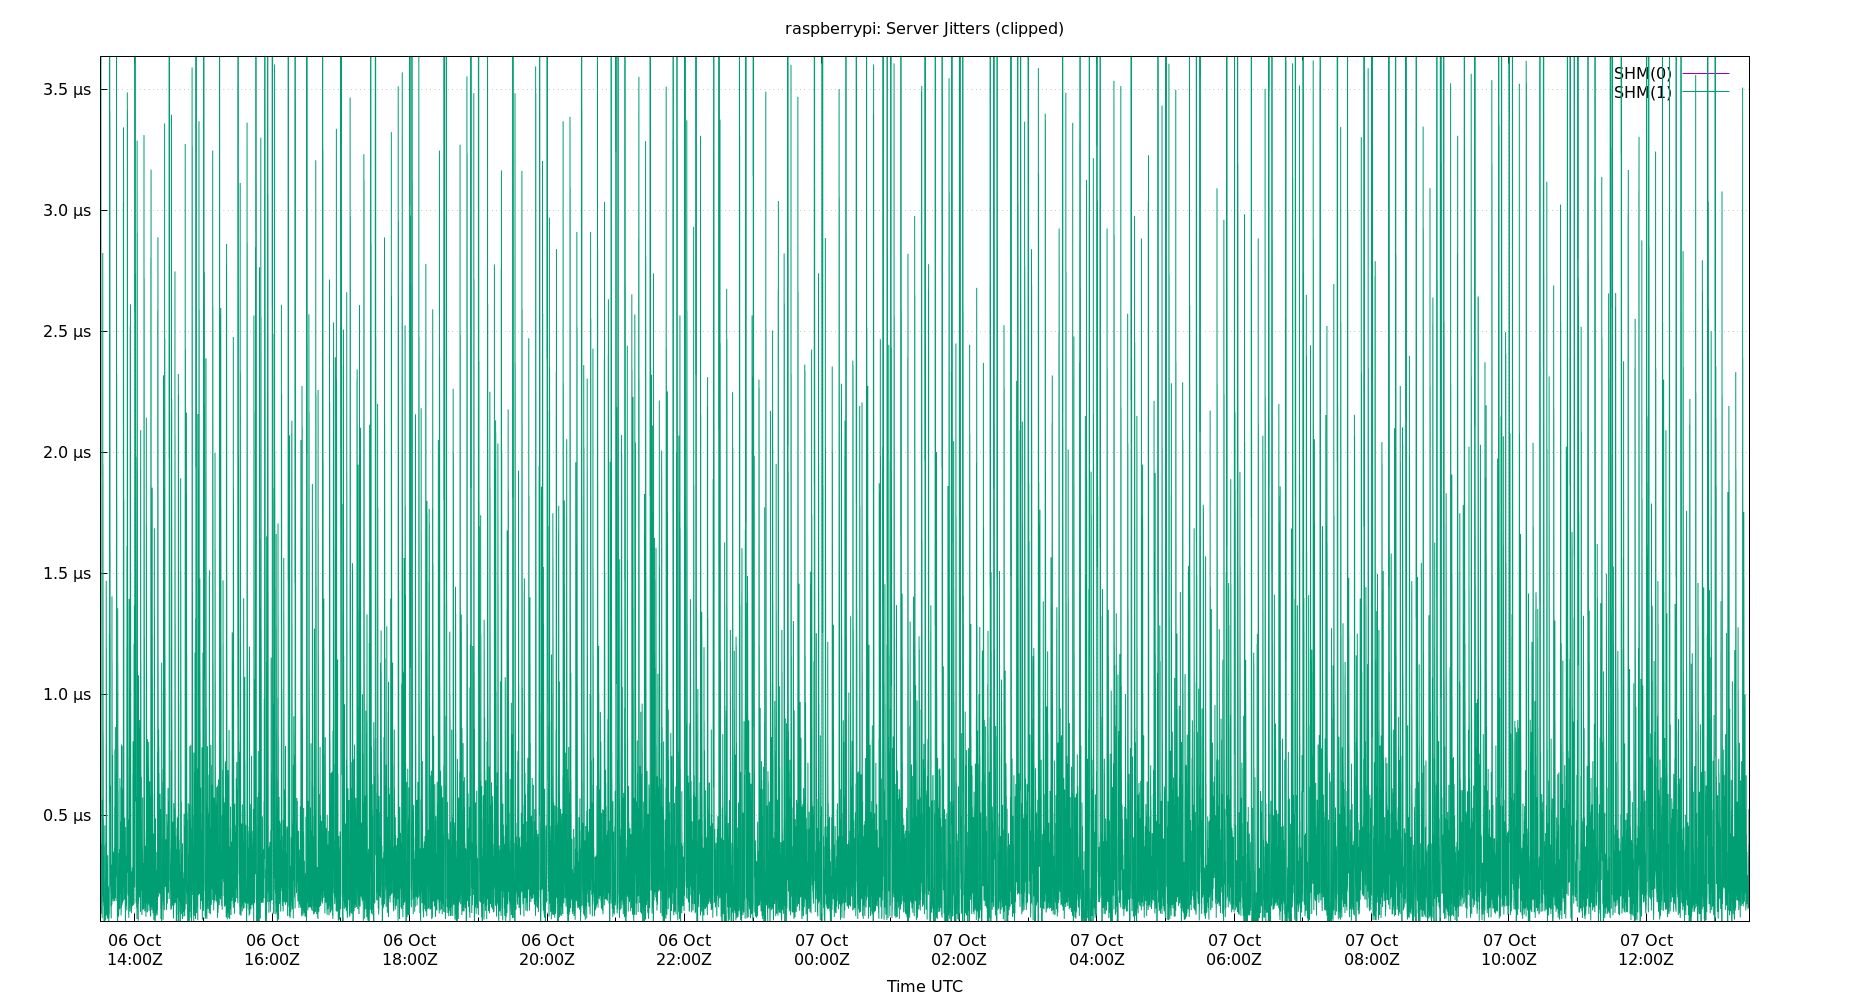 raspberrypi: Server Jitters (clipped)
SHM(0)
SHM(1)
3.5 µs
3.0 µs
2.5 µs
2.0 µs
1.5 µs
1.0 µs
0.5 µs
06 Oct 06 Oct 06 Oct 06 Oct 06 Oct 07 Oct 07 Oct 07 Oct 07 Oct 07 Oct 07 Oct 07 Oct
14:00Z 16:00Z 18:00Z 20:00Z 22:00Z 00:00Z 02:00Z 04:00Z 06:00Z 08:00Z 10:00Z 12:00Z
Time UTC